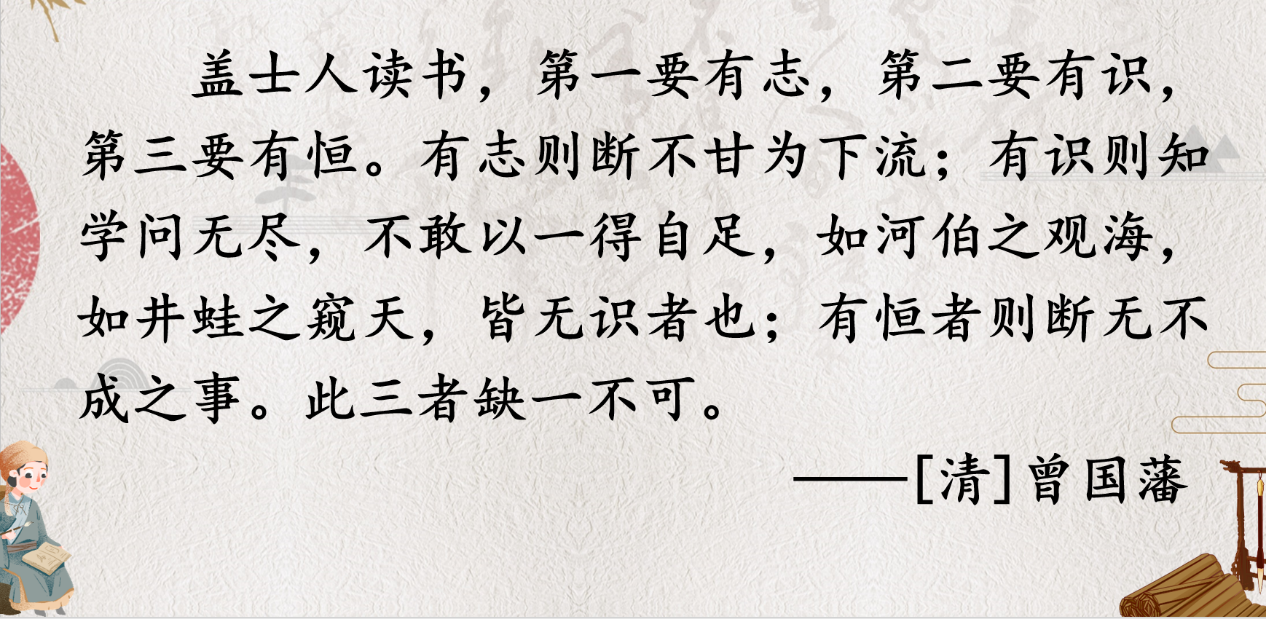 盖士人读书，第一要有志，第二要有识，
第三要有恒。有志则断不甘为下流；有识则知
学问无尽，不敢以一得自足，如河伯之观海，
如井蛙之窥天，皆无识者也；有恒者则断无不
成之事。此三者缺一不可。
——[清]曾国藩